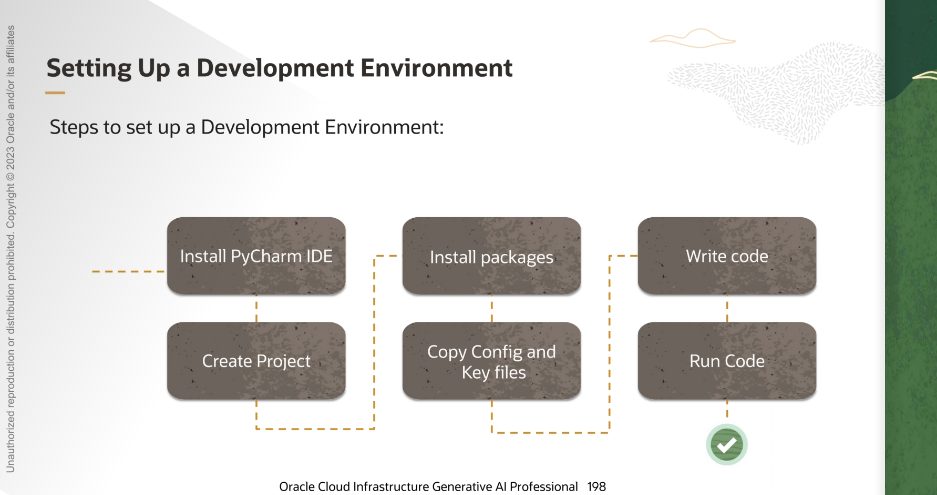 Setting Up a Development Environment
Steps to set up a Development Environment:
Install PyCharm IDE
Create Project
Install packages
Copy Config and
Key files
Write code
Run Code
Oracle Cloud Infrastructure Generative AI Professional 198
Unauthorized reproduction or distribution prohibited. Copyright © 2023 Oracle and/or its affiliates